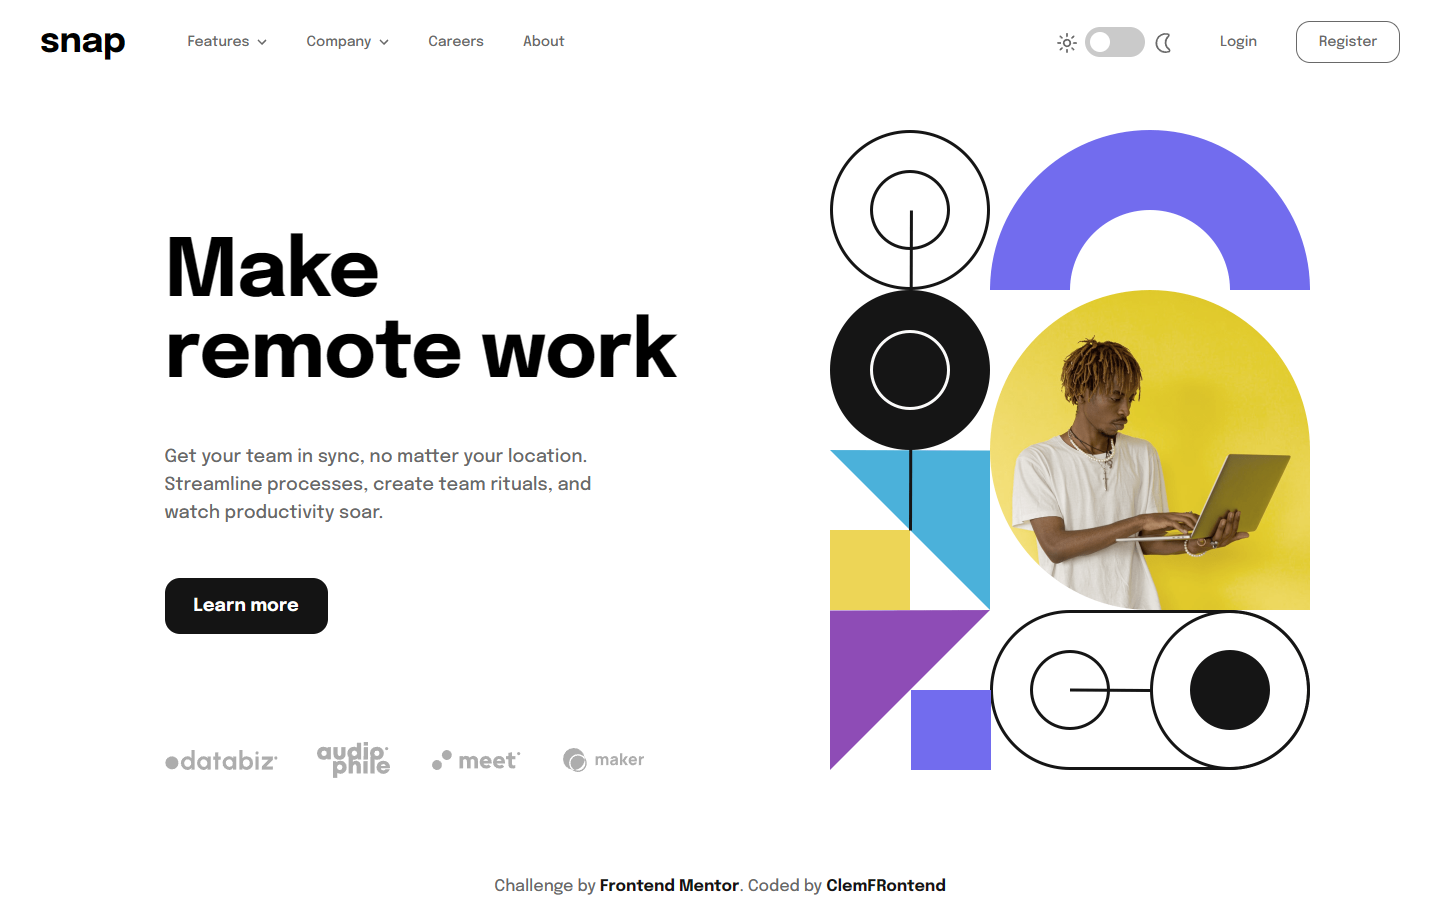 snap
Features
Company
Careers
About
Login
Register
Make
remote work
Get your team in sync, no matter your location.
Streamline processes, create team rituals, and
watch productivity soar.
Learn more
databiz
audio
phile
meet
maker
Challenge by Frontend Mentor. Coded by ClemFRontend